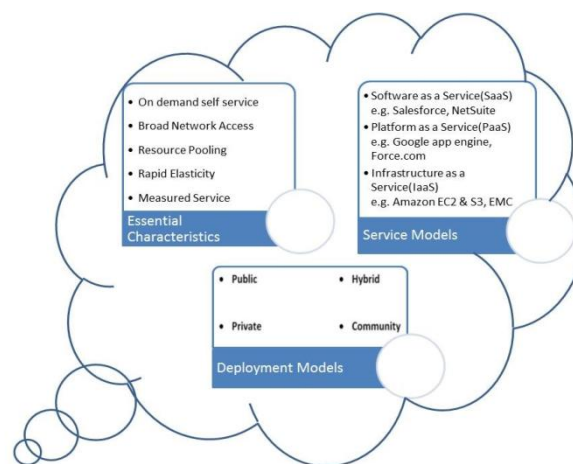 • On demand self service
• Broad Network Access
• Resource Pooling
• Rapid Elasticity
• Measured Service
Essential
Characteristics
• Software as a Service(SaaS)
e.g. Salesforce, NetSuite
• Platform as a Service(PaaS)
e.g. Google app engine,
Force.com
• Infrastructure as a
Service(IaaS)
e.g. Amazon EC2 & S3, EMC
Service Models
• Public • Hybrid
• Private • Community
Deployment Models